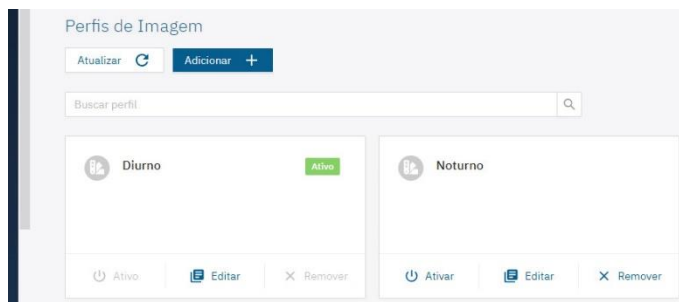 Perfis de Imagem
Atualizar Adicionar
Buscar perfil
Diurno Ativo Noturno
Ativo Editar Remover Ativar Editar Remover